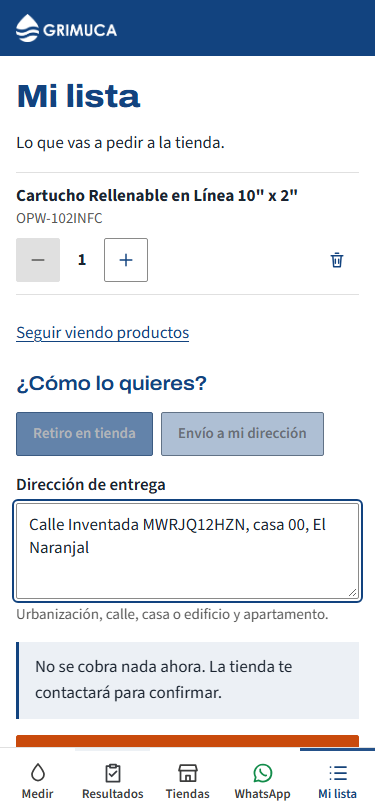 GRIMUCA
Mi lista
Lo que vas a pedir a la tienda.
Cartucho Rellenable en Línea 10" x 2"
OPW-102INFC
1
Seguir viendo productos
¿Cómo lo quieres?
Retiro en tienda
Envío a mi dirección
Dirección de entrega
Calle Inventada MWRJQ12HZN, casa 00, El
Naranjal
Urbanización, calle, casa o edificio y apartamento.
No se cobra nada ahora. La tienda te
contactará para confirmar.
Medir
Resultados
Tiendas
WhatsApp
Mi lista